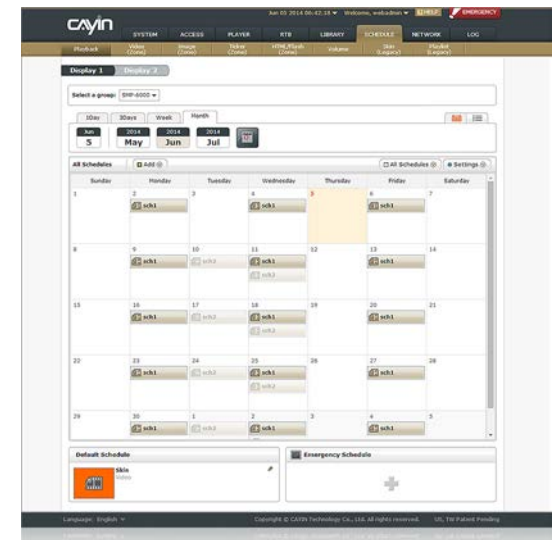 CAYIN
Jun 05 2014 06:42:18 Welcome, webadmin HELP EMERGENCY
SYSTEM ACCESS PLAYER RTB LIBRARY SCHEDULE NETWORK LOG
Playback Video (Zone) Image (Zone) Ticker (Zone) HTML/Flash (Zone) Volume Skin (Legacy) Playlist (Legacy)
Display 1 Display 2
Select a group: SMP-6000
1Day 3Days Week Month
Jun 2014 2014 2014
5 May Jun Jul
All Schedules Add All Schedules Settings
Sunday Monday Tuesday Wednesday Thursday Friday Saturday
1 2 3 4 5 6 7
sch1 sch1 sch1
8 9 10 11 12 13 14
sch1 sch2 sch1 sch1
sch2
15 16 17 18 19 20 21
sch1 sch2 sch1 sch1
sch2
22 23 24 25 26 27 28
sch1 sch2 sch1 sch1
sch2
29 30 1 2 3 4 5
sch1 sch2 sch1 sch1
Default Schedule Emergency Schedule
Skin
Video
Language: English Copyright © CAYIN Technology Co., Ltd. All rights reserved. US, TW Patent Pending